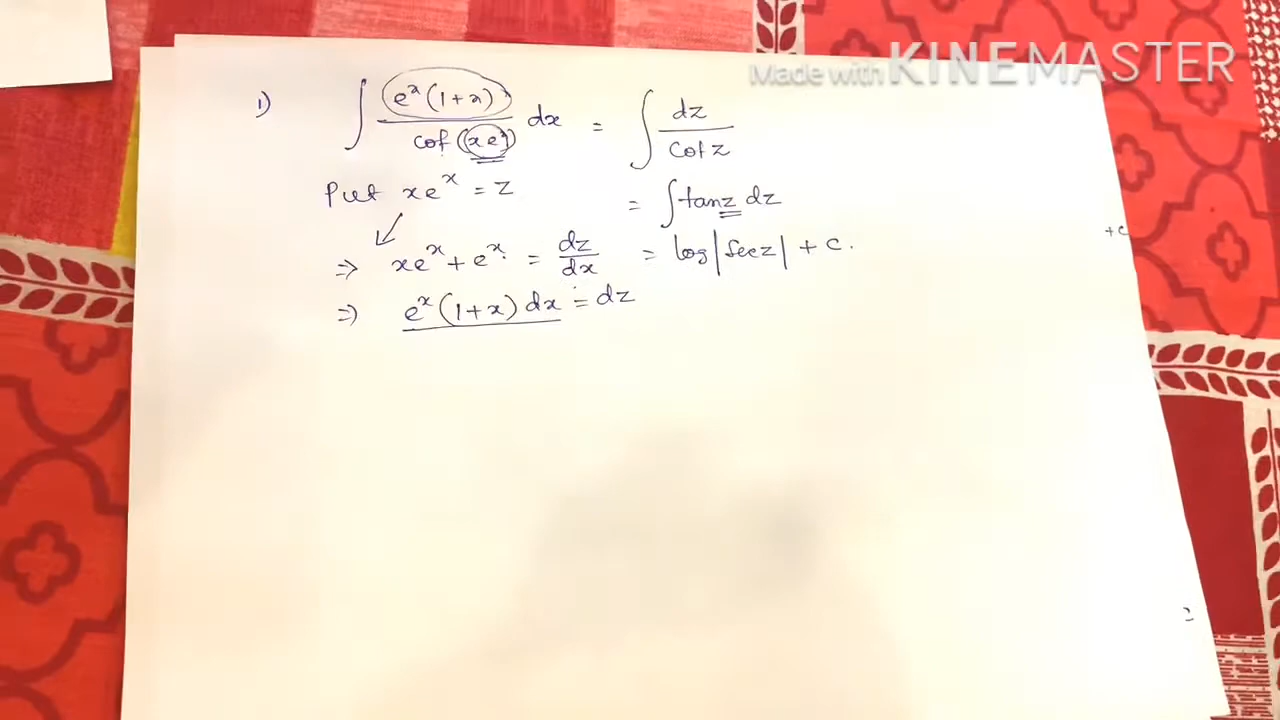 Made with KINEMASTER
1) ∫ e^x (1+x) / cot (xe^x) dx = ∫ dz / cot z
Put xe^x = z
= ∫ tan z dz
⇒ xe^x + e^x = dz/dx
= log |sec z| + c.
⇒ e^x (1+x) dx = dz
+c
=